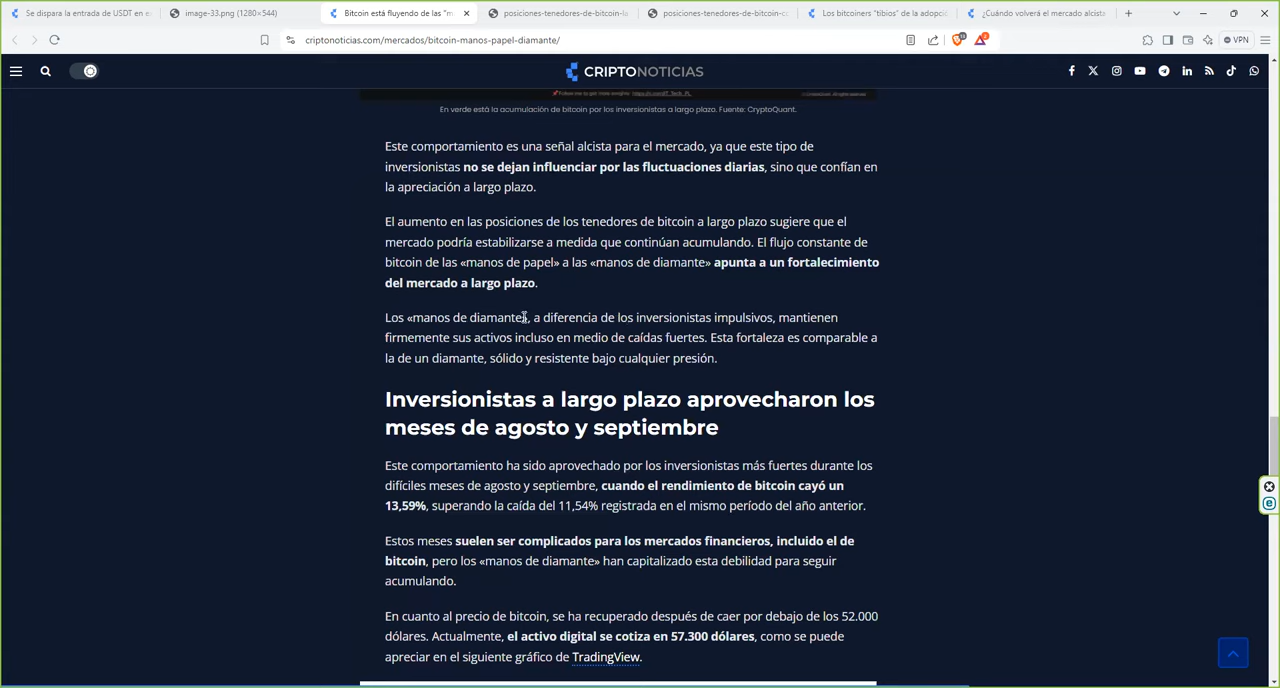 Se dispara la entrada de USDT en e
image-33.png (1280×544)
Bitcoin está fluyendo de las "m
posiciones-tenedores-de-bitcoin-la
posiciones-tenedores-de-bitcoin-co
Los bitcoiners "tibios" de la adopci
¿Cuándo volverá el mercado alcista
criptonoticias.com/mercados/bitcoin-manos-papel-diamante/
VPN
CRIPTONOTICIAS
En verde está la acumulación de bitcoin por los inversionistas a largo plazo. Fuente: CryptoQuant.
Este comportamiento es una señal alcista para el mercado, ya que este tipo de
inversionistas no se dejan influenciar por las fluctuaciones diarias, sino que confían en
la apreciación a largo plazo.
El aumento en las posiciones de los tenedores de bitcoin a largo plazo sugiere que el
mercado podría estabilizarse a medida que continúan acumulando. El flujo constante de
bitcoin de las «manos de papel» a las «manos de diamante» apunta a un fortalecimiento
del mercado a largo plazo.
Los «manos de diamante», a diferencia de los inversionistas impulsivos, mantienen
firmemente sus activos incluso en medio de caídas fuertes. Esta fortaleza es comparable a
la de un diamante, sólido y resistente bajo cualquier presión.
Inversionistas a largo plazo aprovecharon los
meses de agosto y septiembre
Este comportamiento ha sido aprovechado por los inversionistas más fuertes durante los
difíciles meses de agosto y septiembre, cuando el rendimiento de bitcoin cayó un
13,59%, superando la caída del 11,54% registrada en el mismo período del año anterior.
Estos meses suelen ser complicados para los mercados financieros, incluido el de
bitcoin, pero los «manos de diamante» han capitalizado esta debilidad para seguir
acumulando.
En cuanto al precio de bitcoin, se ha recuperado después de caer por debajo de los 52.000
dólares. Actualmente, el activo digital se cotiza en 57.300 dólares, como se puede
apreciar en el siguiente gráfico de TradingView.